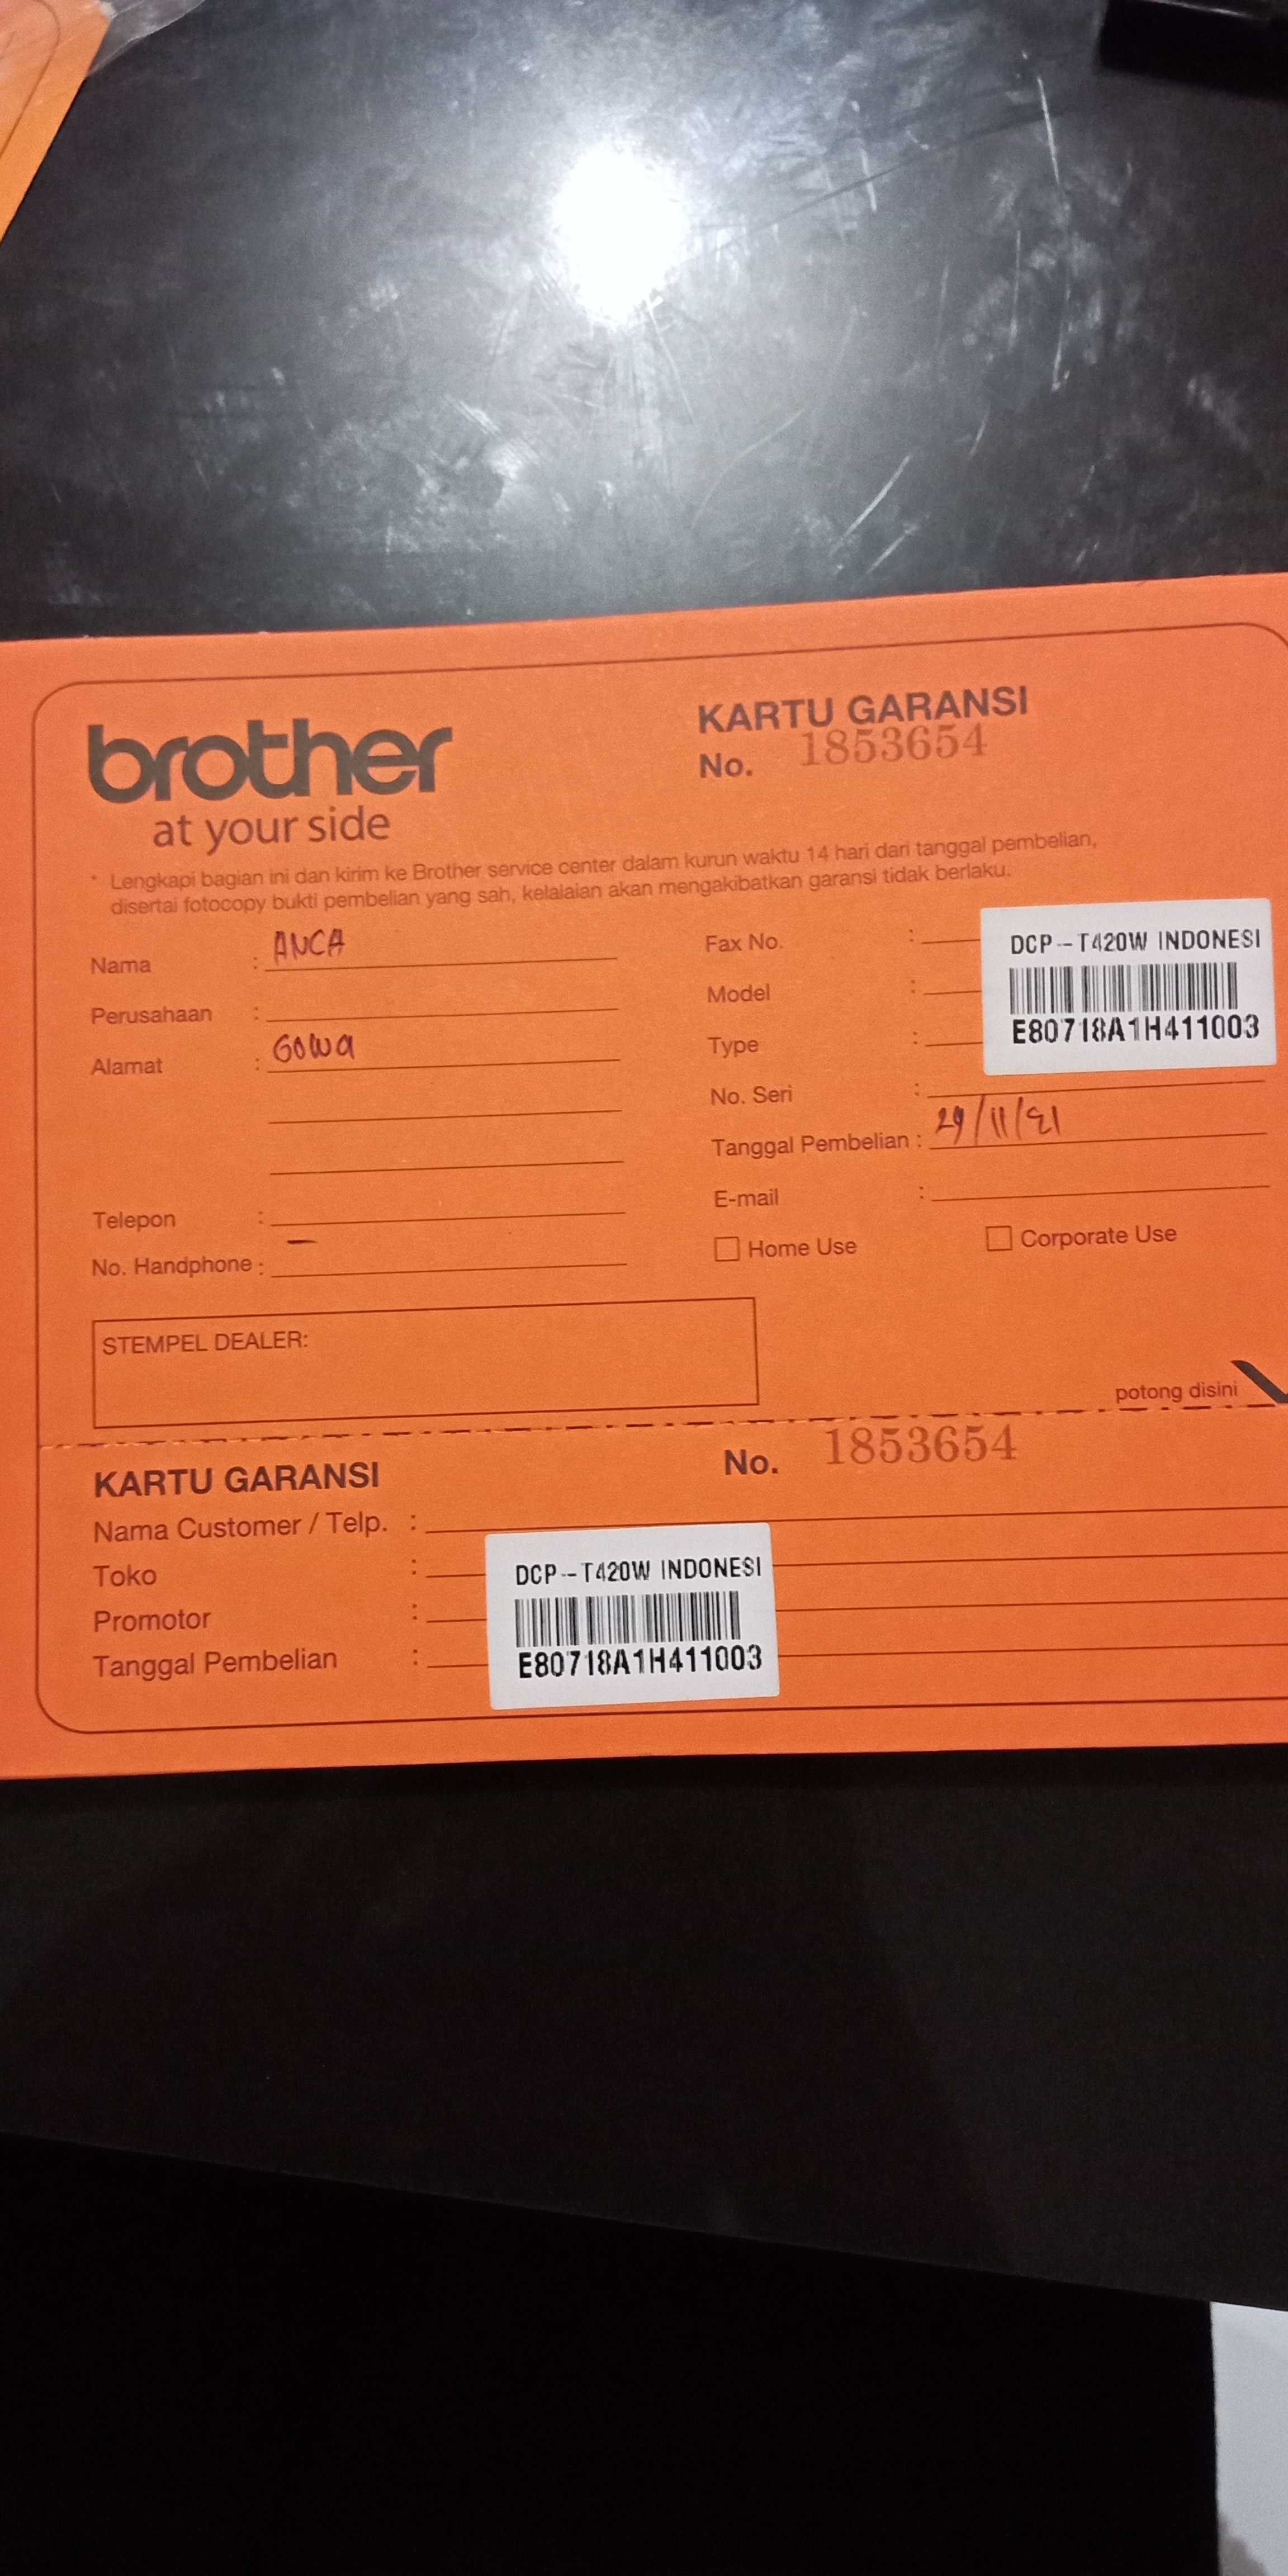 brother
at your side
KARTU GARANSI
No. 1853654
* Lengkapi bagian ini dan kirim ke Brother service center dalam kurun waktu 14 hari dari tanggal pembelian,
disertai fotocopy bukti pembelian yang sah, kelalaian akan mengakibatkan garansi tidak berlaku.
Nama : ANCA
Perusahaan :
Alamat : GOWA
Telepon :
No. Handphone : –
Fax No. :
Model :
Type :
No. Seri :
DCP--T420W INDONESI
E80718A1H411003
Tanggal Pembelian : 29/11/21
E-mail :
Home Use
Corporate Use
STEMPEL DEALER:
potong disini
KARTU GARANSI
No. 1853654
Nama Customer / Telp. :
Toko :
Promotor :
Tanggal Pembelian :
DCP--T420W INDONESI
E80718A1H411003